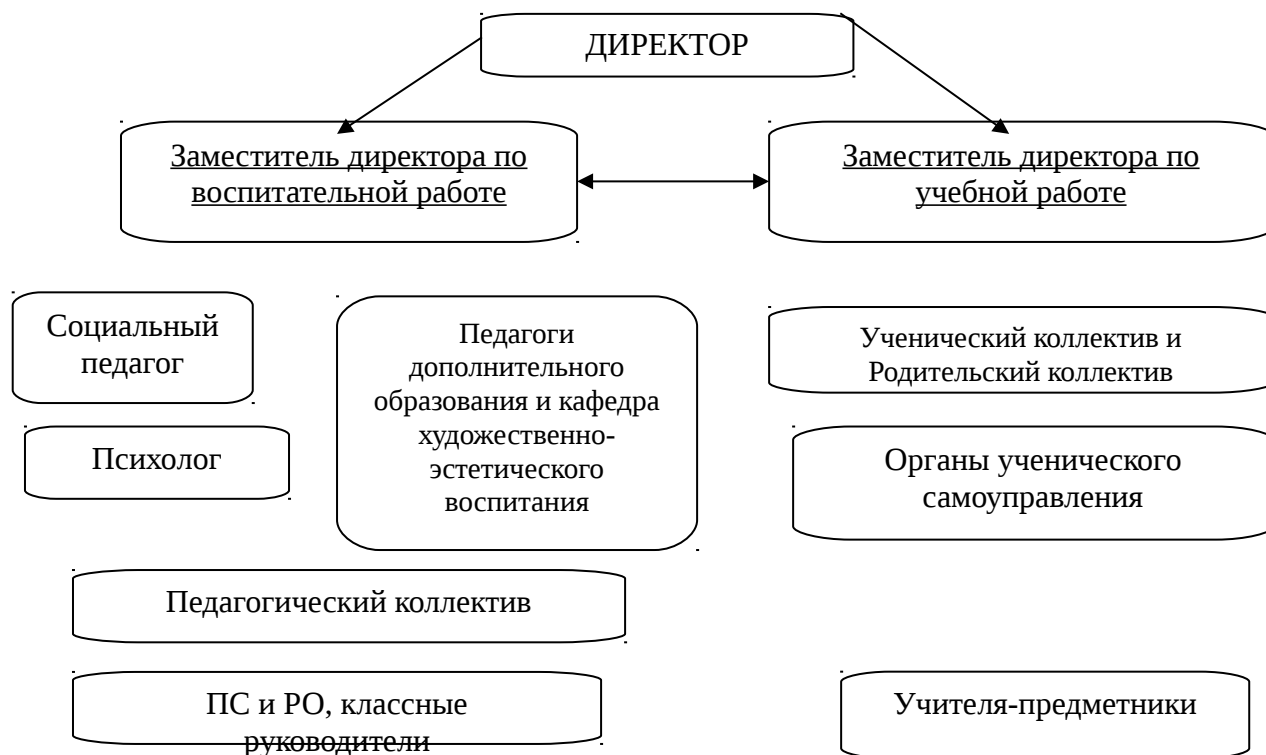 ДИРЕКТОР
Заместитель директора по
воспитательной работе
Заместитель директора по
учебной работе
Социальный
педагог
Психолог
Педагоги
дополнительного
образования и кафедра
художественно-
эстетического
воспитания
Ученический коллектив и
Родительский коллектив
Органы ученического
самоуправления
Педагогический коллектив
ПС и РО, классные
руководители
Учителя-предметники